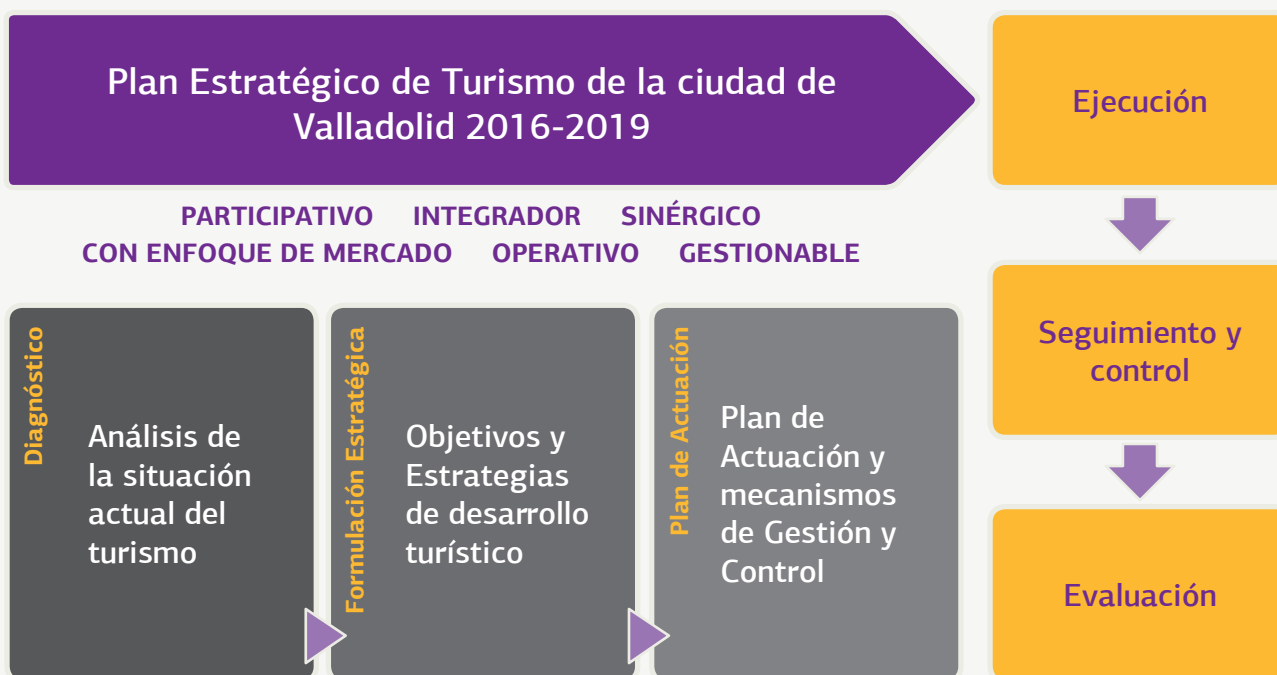 Plan Estratégico de Turismo de la ciudad de
Valladolid 2016-2019
PARTICIPATIVO INTEGRADOR SINÉRGICO
CON ENFOQUE DE MERCADO OPERATIVO GESTIONABLE
Diagnóstico
Análisis de
la situación
actual del
turismo
Formulación Estratégica
Objetivos y
Estrategias
de desarrollo
turístico
Plan de Actuación
Plan de
Actuación y
mecanismos
de Gestión y
Control
Ejecución
Seguimiento y
control
Evaluación